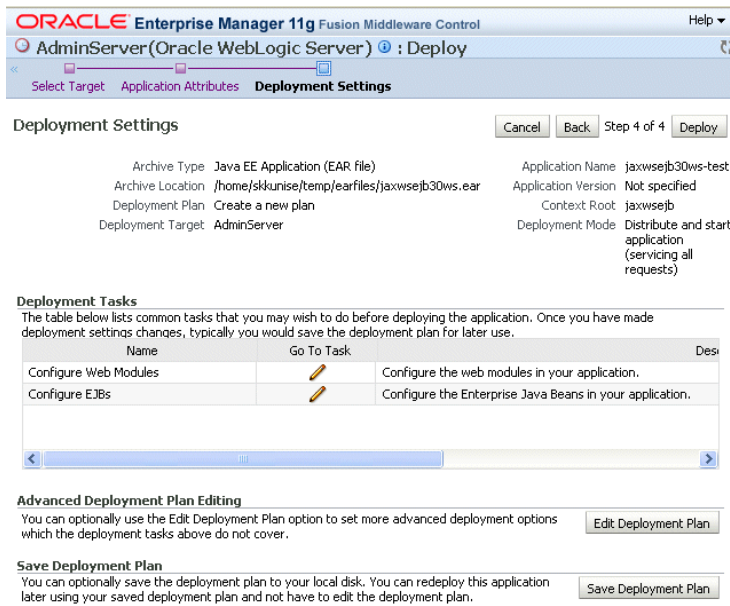 ORACLE Enterprise Manager 11g Fusion Middleware Control
Help
AdminServer(Oracle WebLogic Server) : Deploy
Select Target Application Attributes Deployment Settings
Deployment Settings
Cancel Back Step 4 of 4 Deploy
Archive Type Java EE Application (EAR file)
Archive Location /home/skkunise/temp/earfiles/jaxwsejb30ws.ear
Deployment Plan Create a new plan
Deployment Target AdminServer
Application Name jaxwsejb30ws-test
Application Version Not specified
Context Root jaxwsejb
Deployment Mode Distribute and start
application
(servicing all
requests)
Deployment Tasks
The table below lists common tasks that you may wish to do before deploying the application. Once you have made
deployment settings changes, typically you would save the deployment plan for later use.
Name Go To Task Desc
Configure Web Modules Configure the web modules in your application.
Configure EJBs Configure the Enterprise Java Beans in your application.
Advanced Deployment Plan Editing
You can optionally use the Edit Deployment Plan option to set more advanced deployment options
which the deployment tasks above do not cover.
Edit Deployment Plan
Save Deployment Plan
You can optionally save the deployment plan to your local disk. You can redeploy this application
later using your saved deployment plan and not have to edit the deployment plan.
Save Deployment Plan